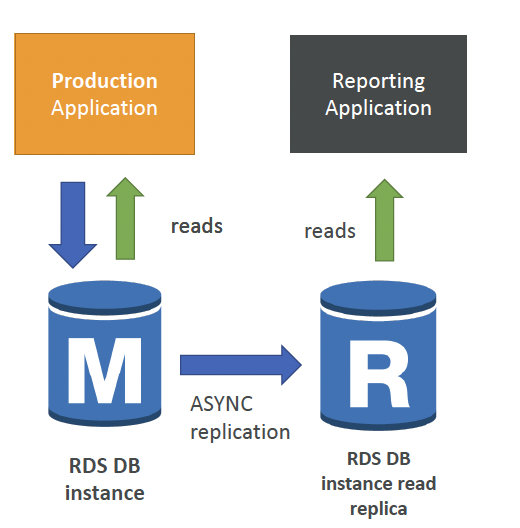 Production
Application
Reporting
Application
reads
reads
M
R
ASYNC
replication
RDS DB
instance
RDS DB
instance read
replica